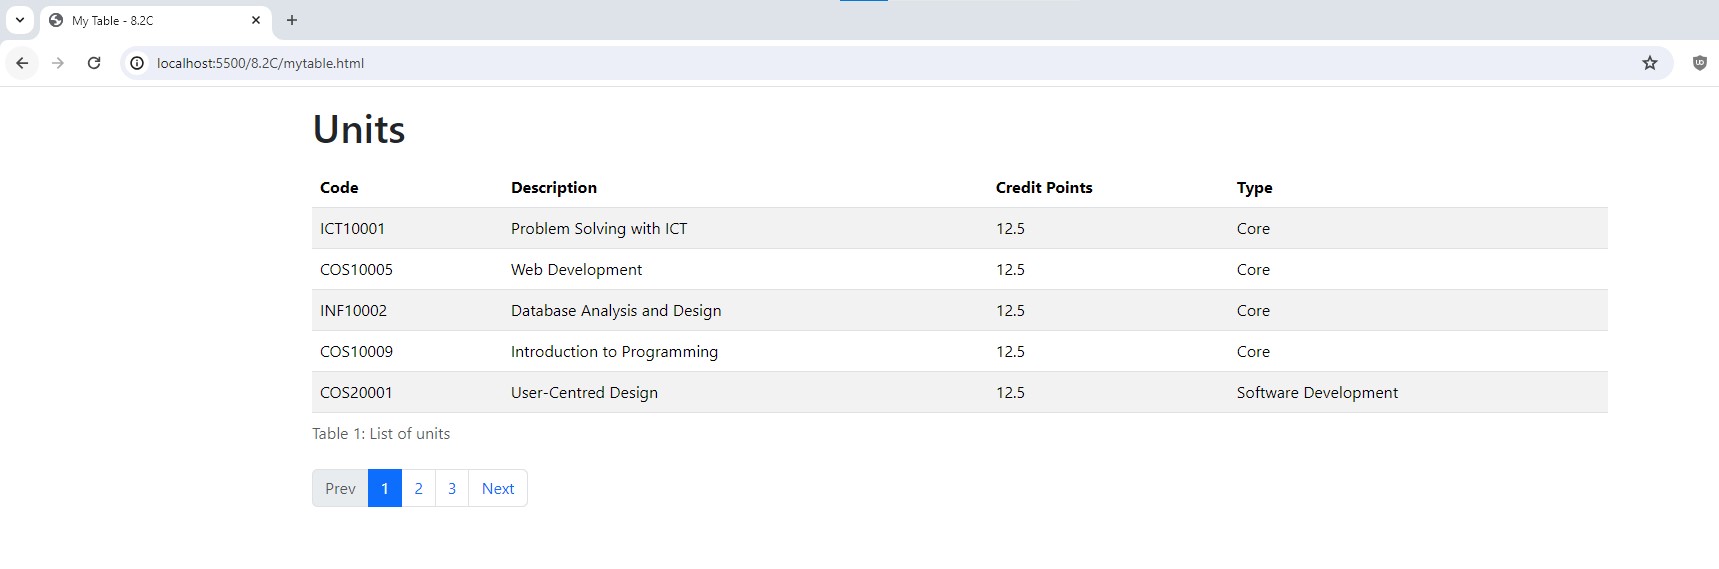 My Table - 8.2C
localhost:5500/8.2C/mytable.html
Units
Code Description Credit Points Type
ICT10001 Problem Solving with ICT 12.5 Core
COS10005 Web Development 12.5 Core
INF10002 Database Analysis and Design 12.5 Core
COS10009 Introduction to Programming 12.5 Core
COS20001 User-Centred Design 12.5 Software Development
Table 1: List of units
Prev 1 2 3 Next